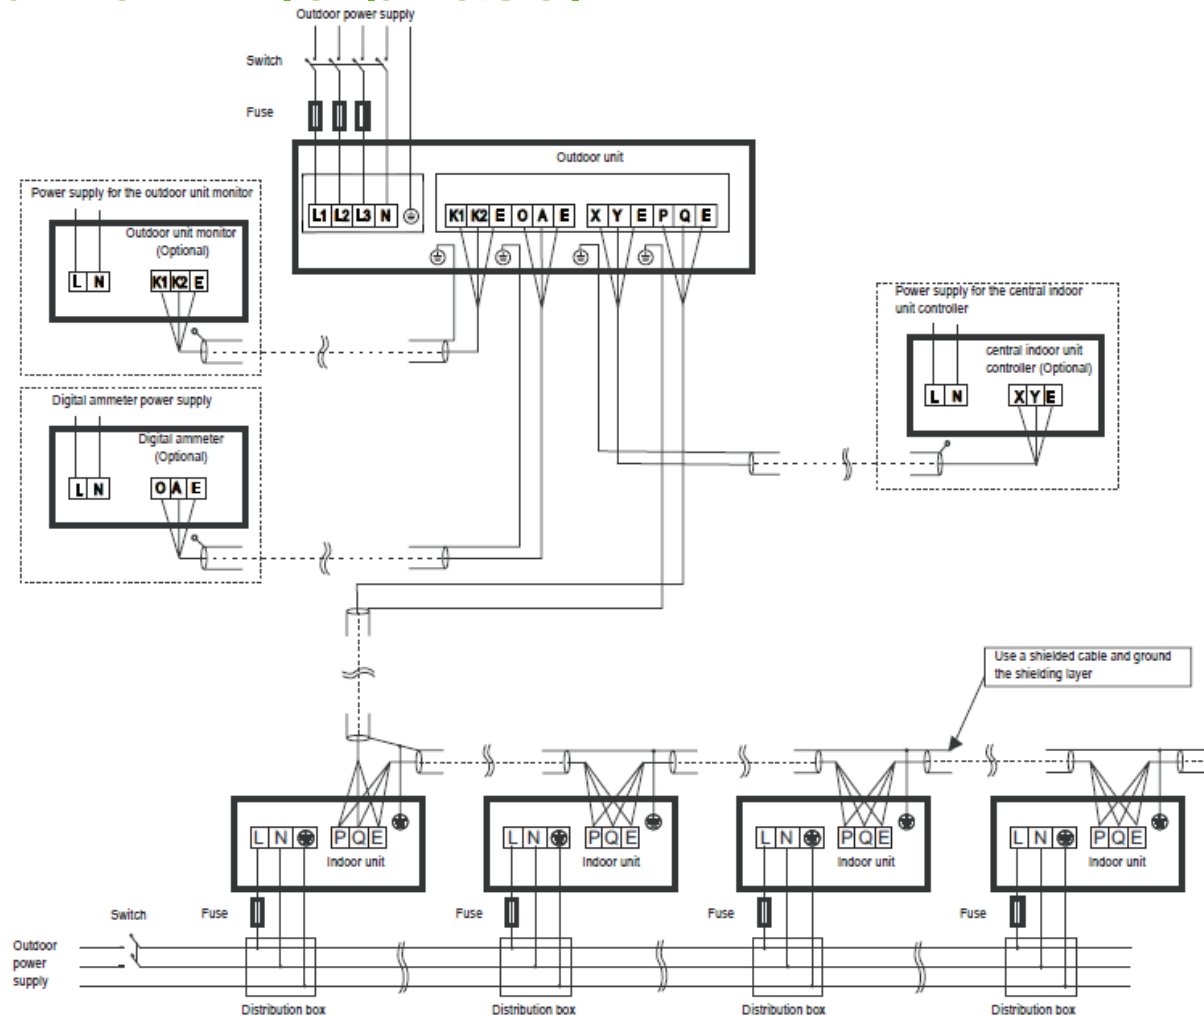 Outdoor power supply
Switch
Fuse
Outdoor unit
L1 L2 L3 N
K1 K2 E O A E X Y E P Q E
Power supply for the outdoor unit monitor
Outdoor unit monitor
(Optional)
L N K1 K2 E
Power supply for the central indoor
unit controller
central indoor unit
controller (Optional)
L N X Y E
Digital ammeter power supply
Digital ammeter
(Optional)
L N O A E
Use a shielded cable and ground
the shielding layer
L N P Q E
Indoor unit
L N P Q E
Indoor unit
L N P Q E
Indoor unit
L N P Q E
Indoor unit
Switch
Fuse
Fuse
Fuse
Fuse
Outdoor
power
supply
Distribution box
Distribution box
Distribution box
Distribution box